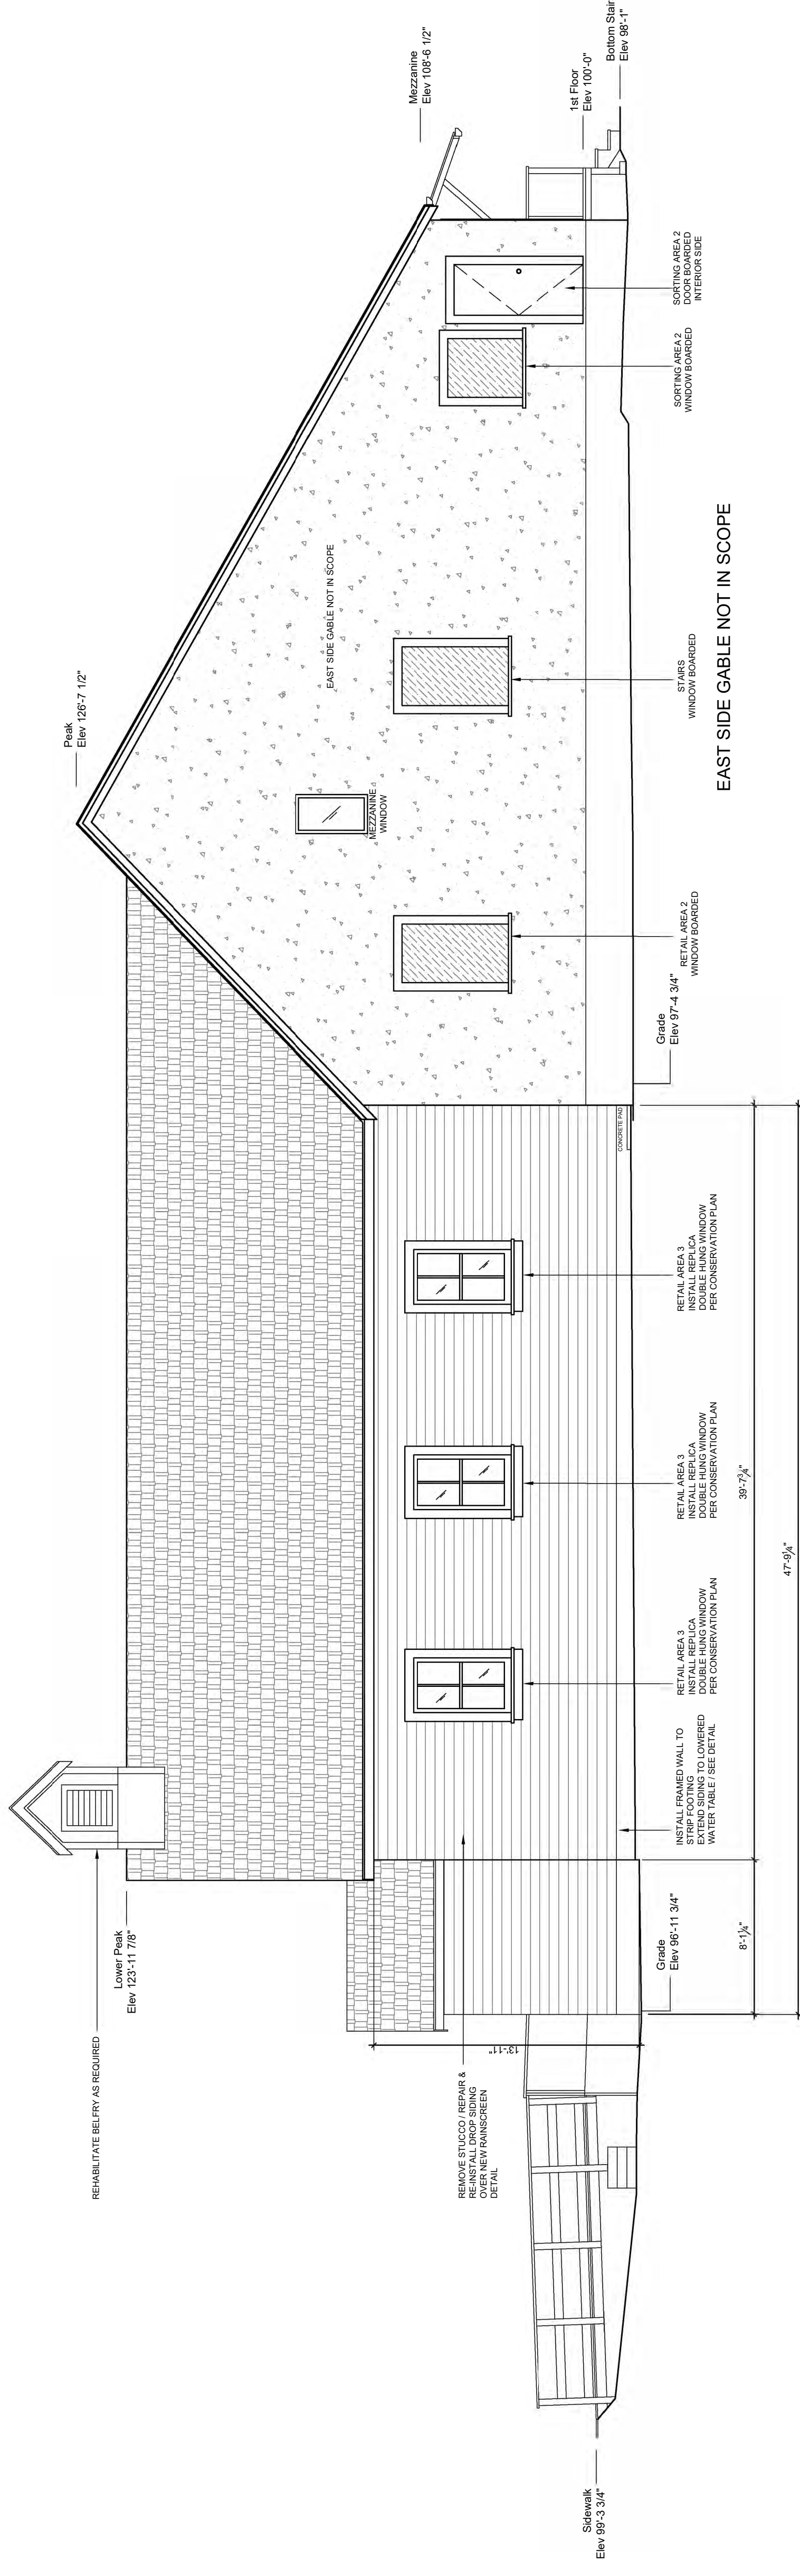 REHABILITATE BELFRY AS REQUIRED
Lower Peak
Elev 123'-11 7/8"
Peak
Elev 126'-7 1/2"
Mezzanine
Elev 108'-6 1/2"
1st Floor
Elev 100'-0"
Bottom Stair
Elev 98'-1"
EAST SIDE GABLE NOT IN SCOPE
MEZZANINE
WINDOW
REMOVE STUCCO / REPAIR &
RE-INSTALL DROP SIDING
OVER NEW RAINSCREEN
DETAIL
13'-11"
CONCRETE PAD
Sidewalk
Elev 99'-3 3/4"
Grade
Elev 96'-11 3/4"
INSTALL FRAMED WALL TO
STRIP FOOTING
EXTEND SIDING TO LOWERED
WATER TABLE / SEE DETAIL
RETAIL AREA 3
INSTALL REPLICA
DOUBLE HUNG WINDOW
PER CONSERVATION PLAN
RETAIL AREA 3
INSTALL REPLICA
DOUBLE HUNG WINDOW
PER CONSERVATION PLAN
RETAIL AREA 3
INSTALL REPLICA
DOUBLE HUNG WINDOW
PER CONSERVATION PLAN
Grade
Elev 97'-4 3/4"
RETAIL AREA 2
WINDOW BOARDED
STAIRS
WINDOW BOARDED
SORTING AREA 2
WINDOW BOARDED
SORTING AREA 2
DOOR BOARDED
INTERIOR SIDE
EAST SIDE GABLE NOT IN SCOPE
8'-1¼"
39'-7¾"
47'-9¼"